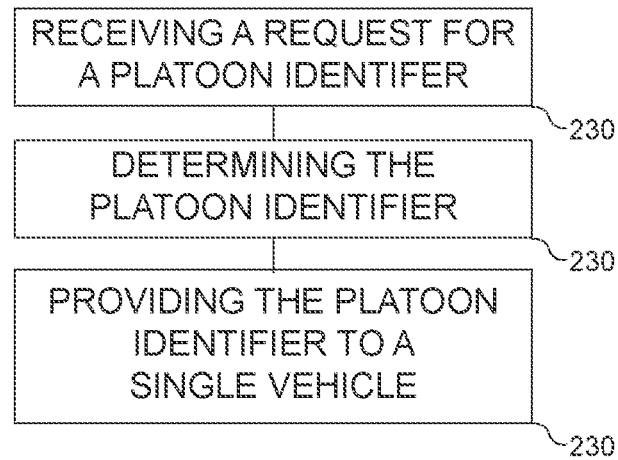 RECEIVING A REQUEST FOR
A PLATOON IDENTIFER
230
DETERMINING THE
PLATOON IDENTIFIER
230
PROVIDING THE PLATOON
IDENTIFIER TO A
SINGLE VEHICLE
230